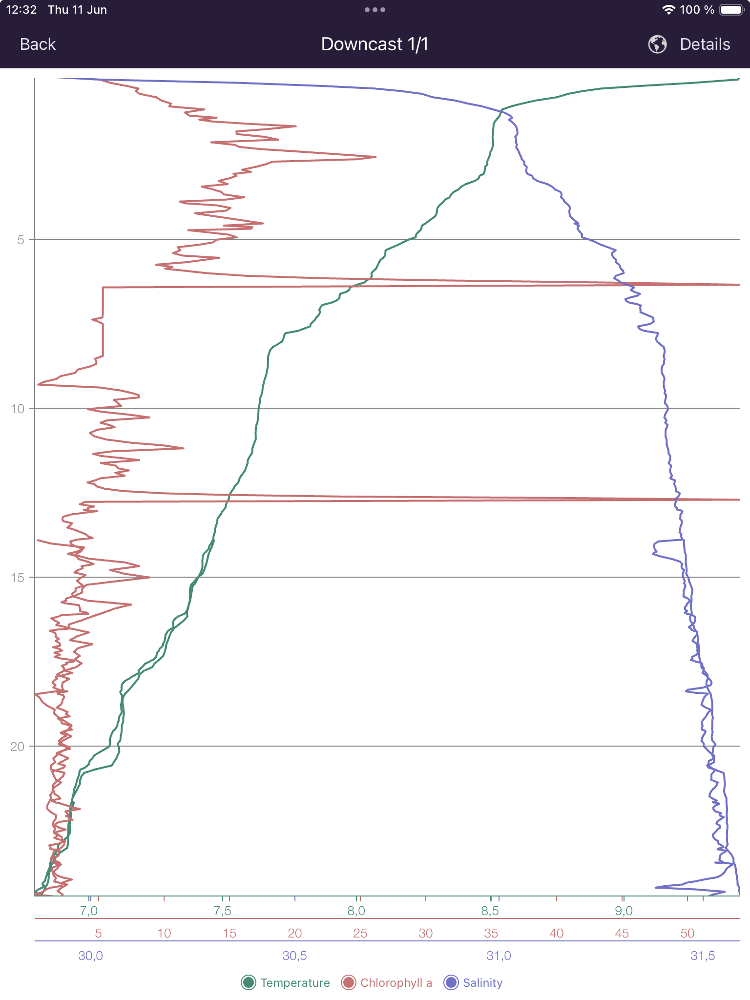 12:32 Thu 11 Jun 100 %
Back Downcast 1/1 Details
5
10
15
20
7,0 7,5 8,0 8,5 9,0
5 10 15 20 25 30 35 40 45 50
30,0 30,5 31,0 31,5
Temperature Chlorophyll a Salinity